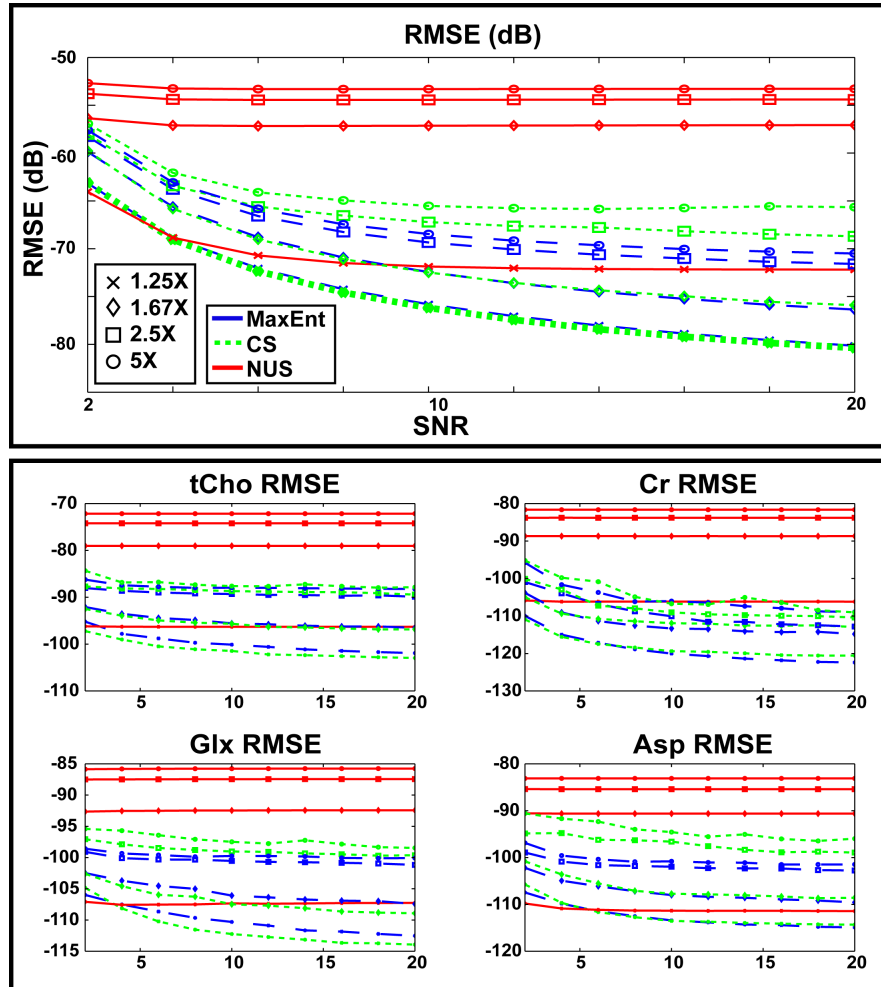 RMSE (dB)
-50
-60
-70
-80
RMSE (dB)
1.25X
1.67X
2.5X
5X
MaxEnt
CS
NUS
2 10 20
SNR
tCho RMSE
-70
-80
-90
-100
-110
5 10 15 20
Cr RMSE
-80
-90
-100
-110
-120
-130
5 10 15 20
Glx RMSE
-85
-90
-95
-100
-105
-110
-115
5 10 15 20
Asp RMSE
-80
-90
-100
-110
-120
5 10 15 20